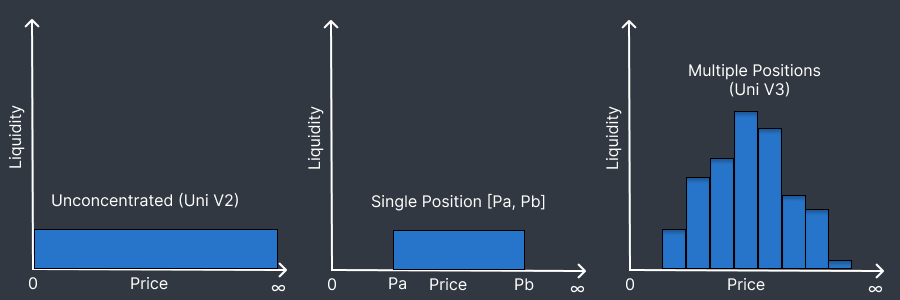 Liquidity
Unconcentrated (Uni V2)
0
Price
∞
Liquidity
Single Position [Pa, Pb]
0
Pa
Price
Pb
∞
Liquidity
Multiple Positions
(Uni V3)
0
Price
∞